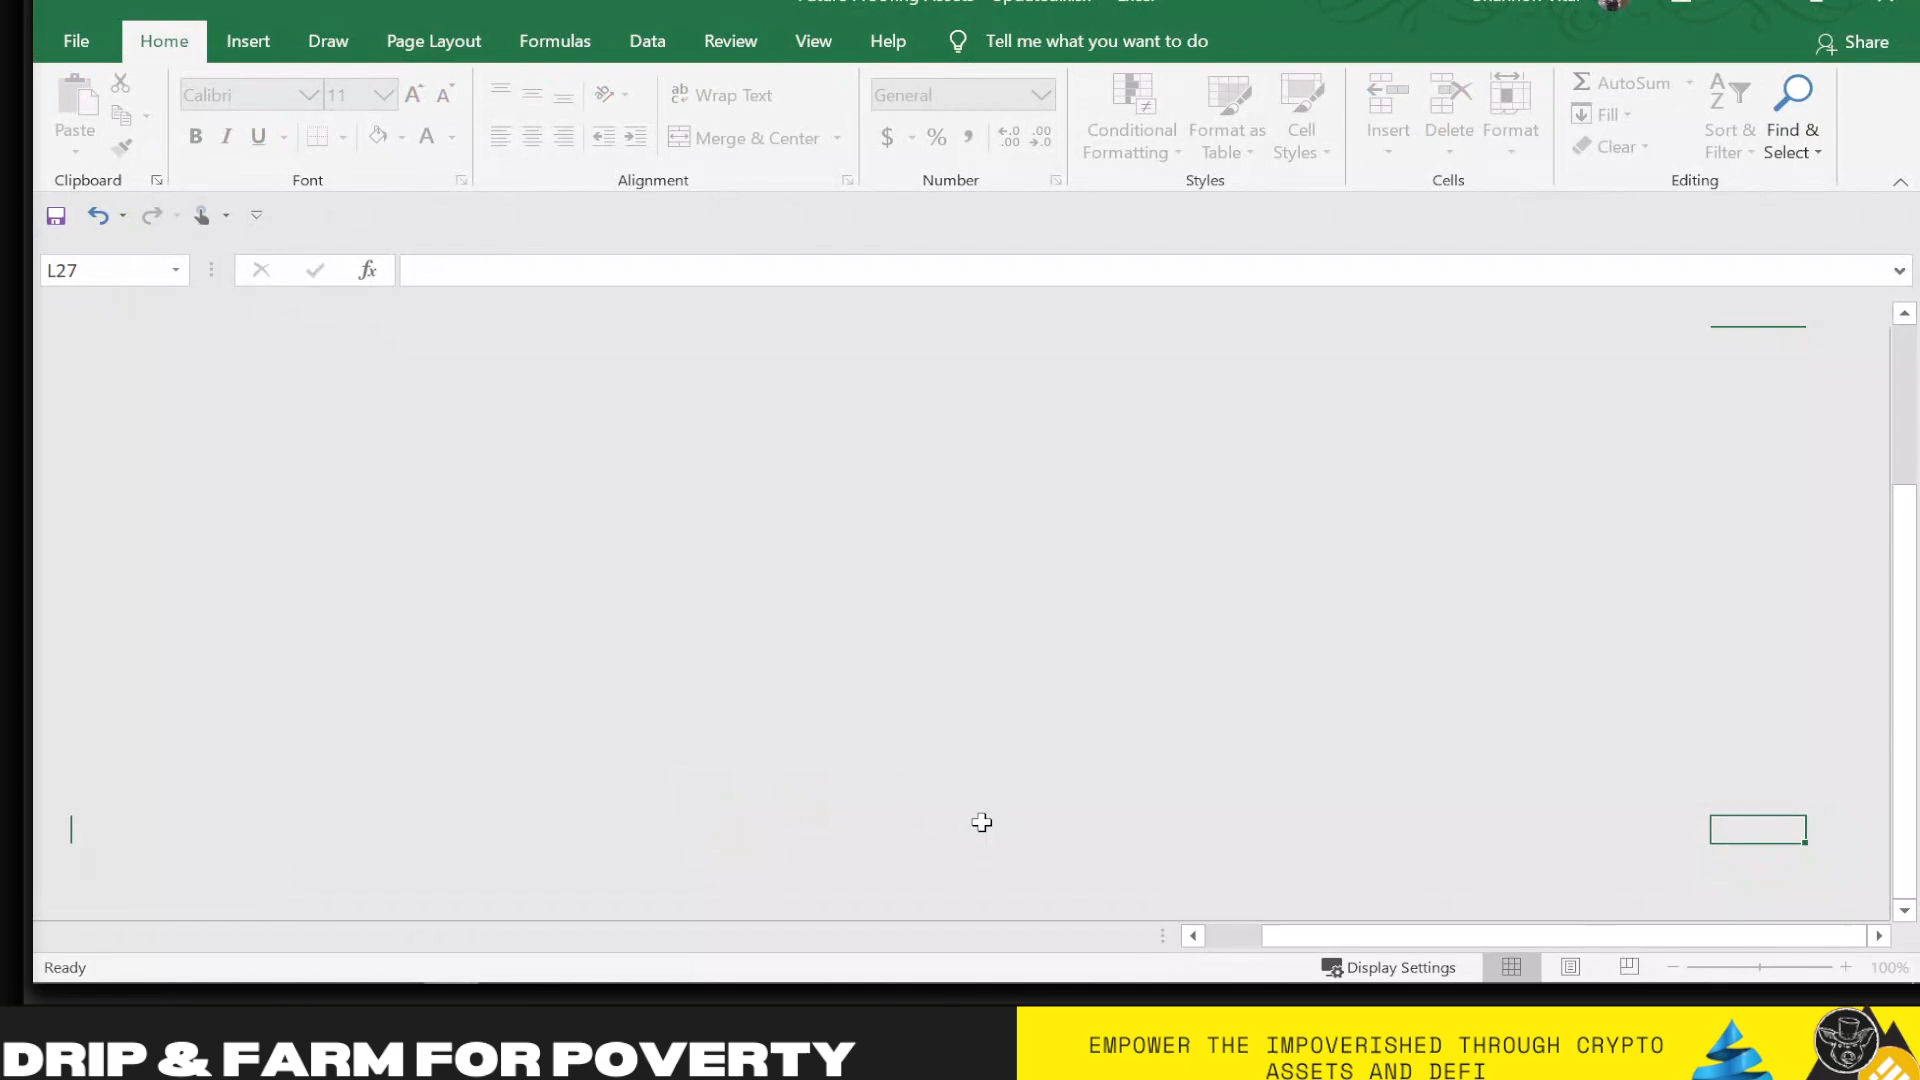 File Home Insert Draw Page Layout Formulas Data Review View Help Tell me what you want to do Share
Calibri 11 Wrap Text General AutoSum
Paste B I U Merge & Center $ % Conditional Formatting Format as Table Cell Styles Insert Delete Format Fill Clear Sort & Filter Find & Select
Clipboard Font Alignment Number Styles Cells Editing
L27 fx
Ready Display Settings 100%
DRIP & FARM FOR POVERTY
EMPOWER THE IMPOVERISHED THROUGH CRYPTO
ASSETS AND DEFI